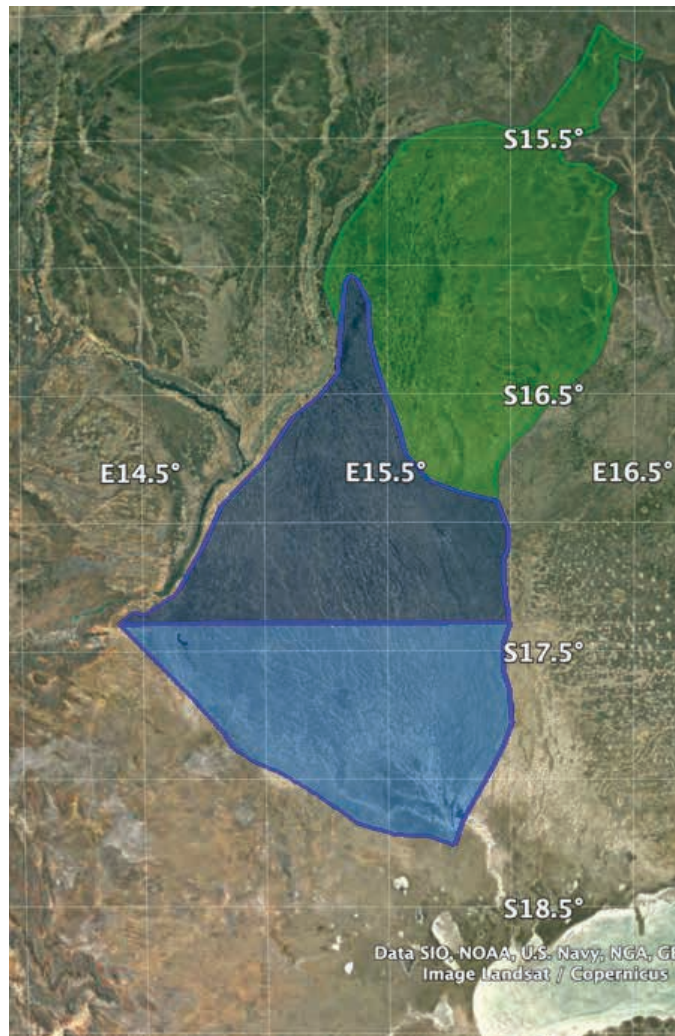 S15.5°
S16.5°
E14.5° E15.5° E16.5°
S17.5°
S18.5°
Data SIO, NOAA, U.S. Navy, NGA,
Image Landsat / Copernicus